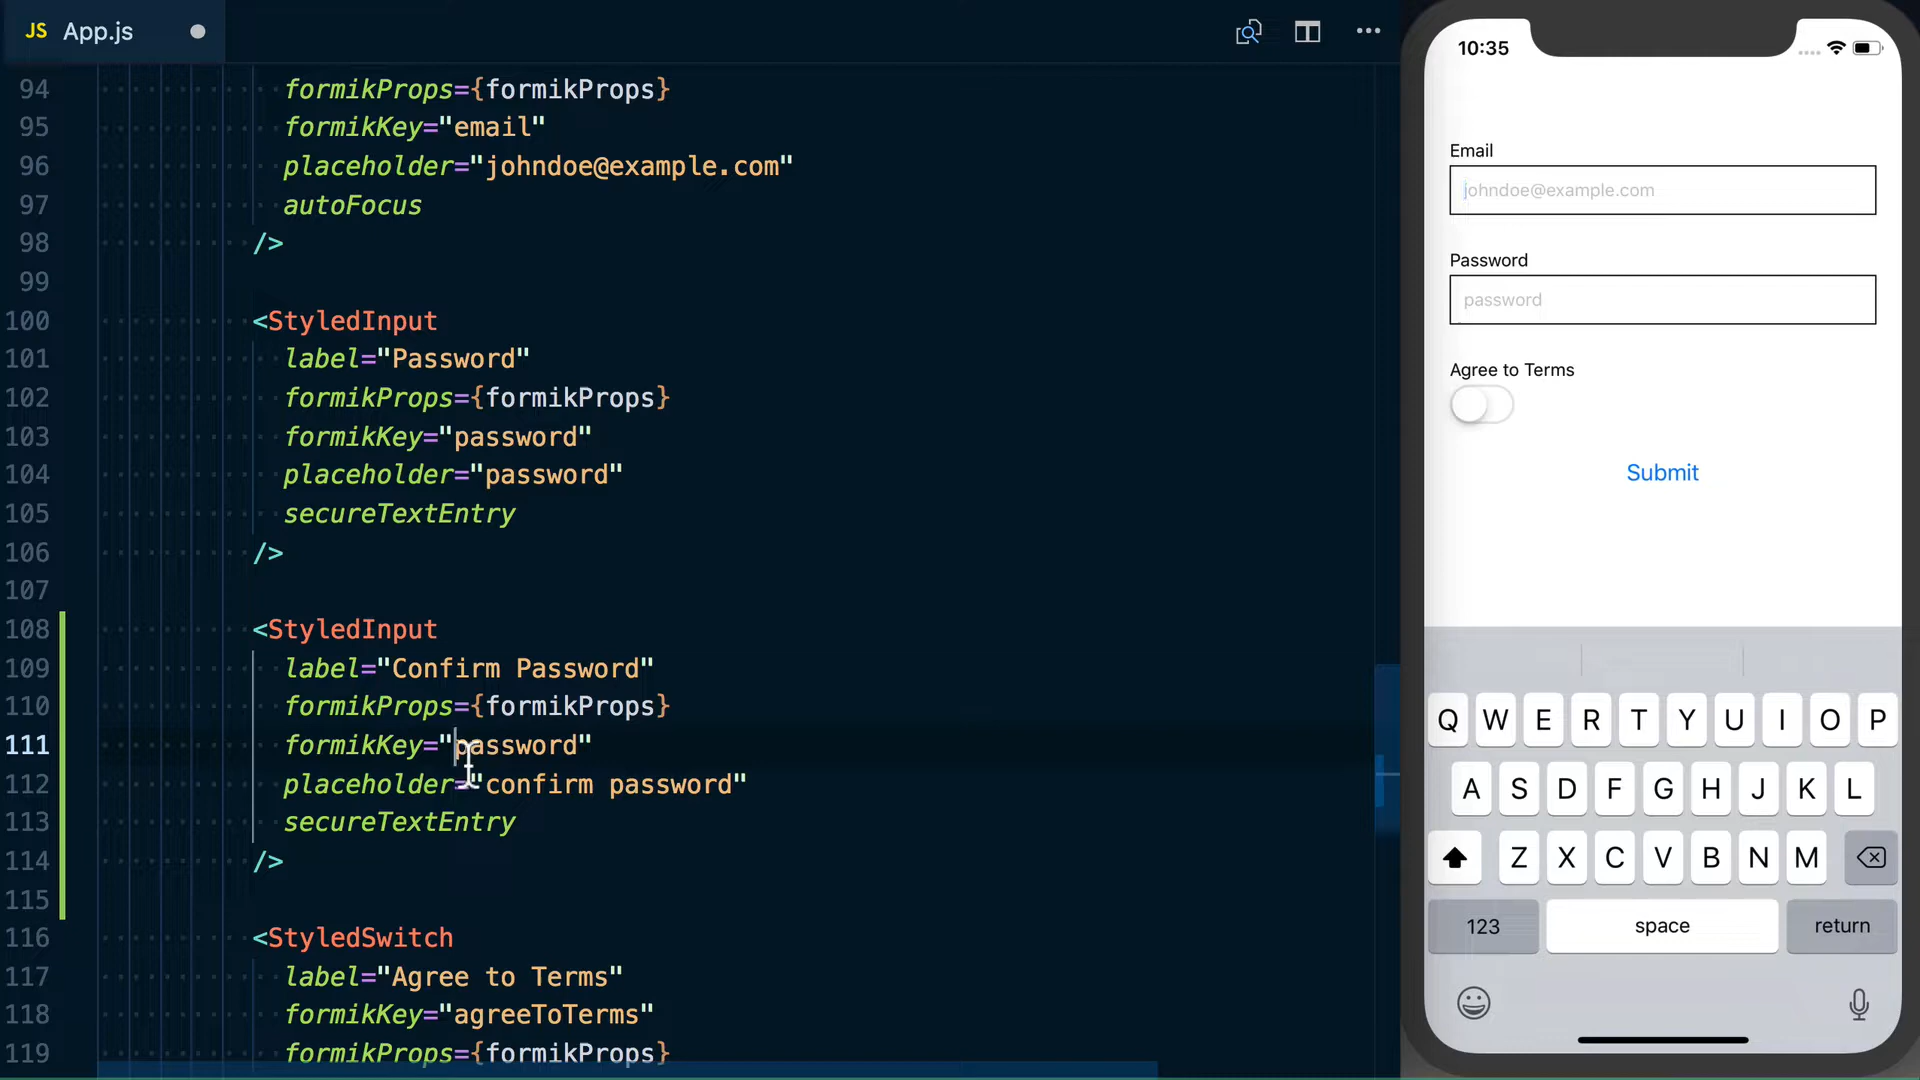 JS App.js
94 formikProps={formikProps}
95 formikKey="email"
96 placeholder="johndoe@example.com"
97 autoFocus
98 />
99
100 <StyledInput
101 label="Password"
102 formikProps={formikProps}
103 formikKey="password"
104 placeholder="password"
105 secureTextEntry
106 />
107
108 <StyledInput
109 label="Confirm Password"
110 formikProps={formikProps}
111 formikKey="password"
112 placeholder="confirm password"
113 secureTextEntry
114 />
115
116 <StyledSwitch
117 label="Agree to Terms"
118 formikKey="agreeToTerms"
119 formikProps={formikProps}
10:35
Email
johndoe@example.com
Password
password
Agree to Terms
Submit
Q W E R T Y U I O P
A S D F G H J K L
Z X C V B N M
123 space return